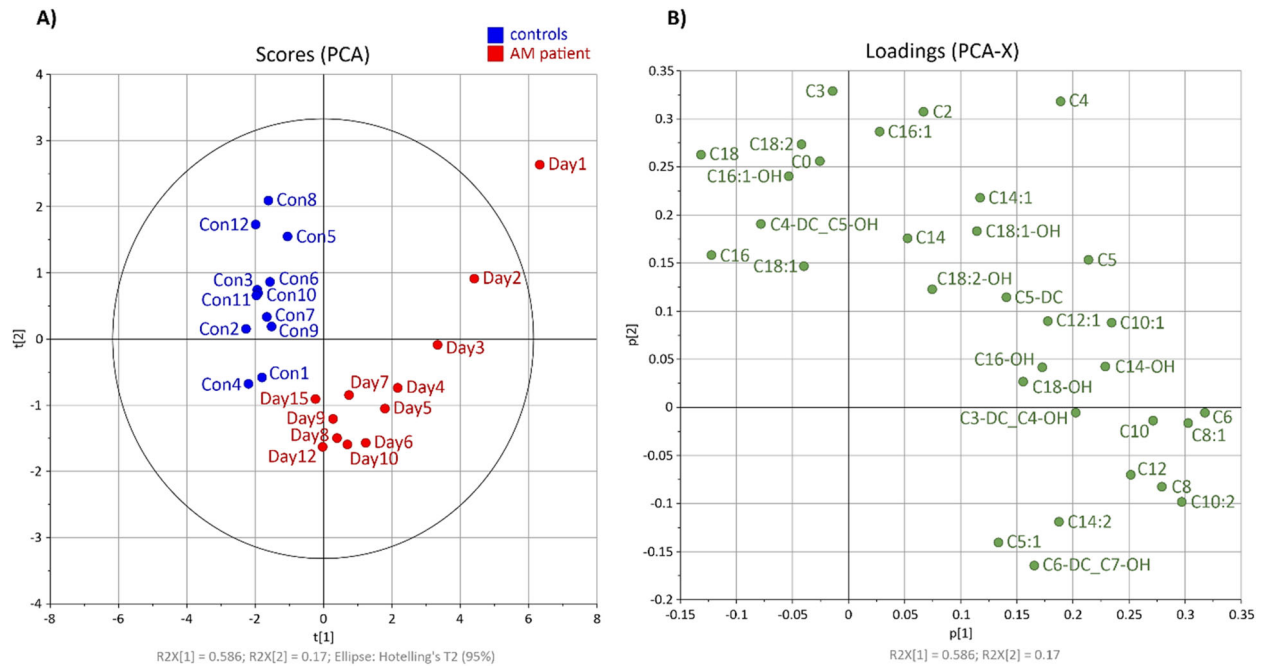 A)
controls
AM patient
Scores (PCA)
4
3
2
1
0
-1
-2
-3
-4
t[2]
-8
-6
-4
-2
0
2
4
6
8
t[1]
Day1
Con8
Con12
Con5
Day2
Con3
Con6
Con11
Con10
Con7
Con2
Con9
Day3
Con4
Con1
Day7
Day4
Day15
Day5
Day9
Day8
Day6
Day12
Day10
R2X[1] = 0.586; R2X[2] = 0.17; Ellipse: Hotelling's T2 (95%)
B)
Loadings (PCA-X)
0.35
0.3
0.25
0.2
0.15
0.1
0.05
0
-0.05
-0.1
-0.15
-0.2
p[2]
-0.15
-0.1
-0.05
0
0.05
0.1
0.15
0.2
0.25
0.3
0.35
p[1]
C3
C4
C2
C16:1
C18:2
C18
C0
C16:1-OH
C14:1
C4-DC_C5-OH
C18:1-OH
C14
C16
C5
C18:1
C18:2-OH
C5-DC
C12:1
C10:1
C16-OH
C14-OH
C18-OH
C3-DC_C4-OH
C6
C10
C8:1
C12
C8
C10:2
C14:2
C5:1
C6-DC_C7-OH
R2X[1] = 0.586; R2X[2] = 0.17